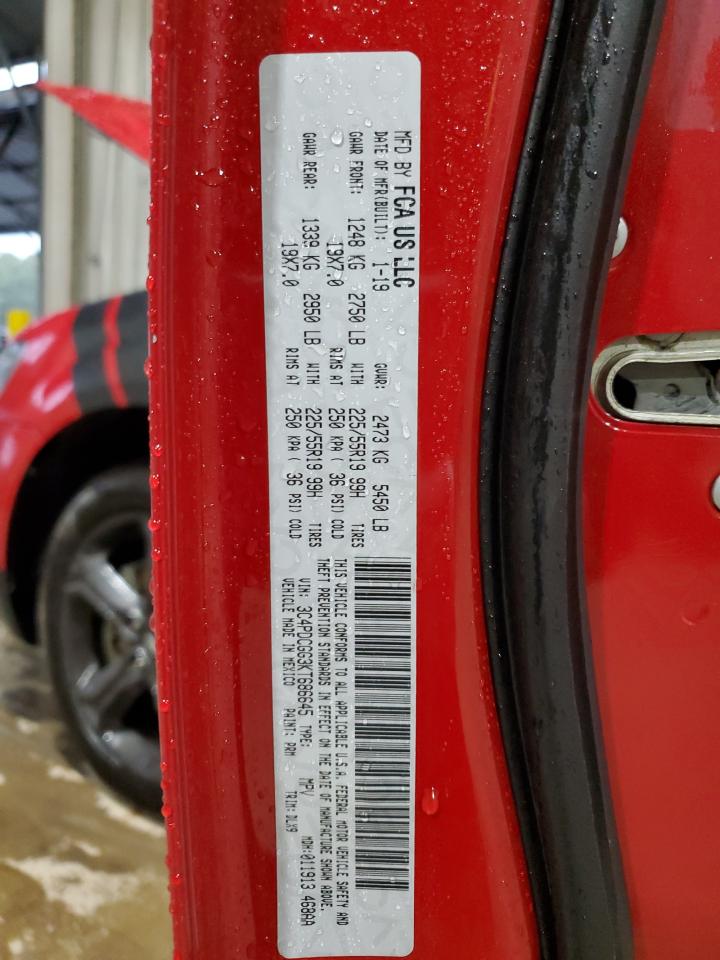 MFD BY FCA US LLC
DATE OF MFR(BUILT): 1-19 GVWR: 2473 KG 5450 LB
GAWR FRONT: 1248 KG 2750 LB WITH 225/55R19 99H TIRES
19X7.0 RIMS AT 250 KPA ( 36 PSI) COLD
GAWR REAR: 1339 KG 2950 LB WITH 225/55R19 99H TIRES
19X7.0 RIMS AT 250 KPA ( 36 PSI) COLD
THIS VEHICLE CONFORMS TO ALL APPLICABLE U.S.A. FEDERAL MOTOR VEHICLE SAFETY AND
THEFT PREVENTION STANDARDS IN EFFECT ON THE DATE OF MANUFACTURE SHOWN ABOVE.
VIN: 3C4PDCGG3KT686645 TYPE: MPV MDH:011913 468AA
VEHICLE MADE IN MEXICO PAINT: PRM TRIM: DLX9